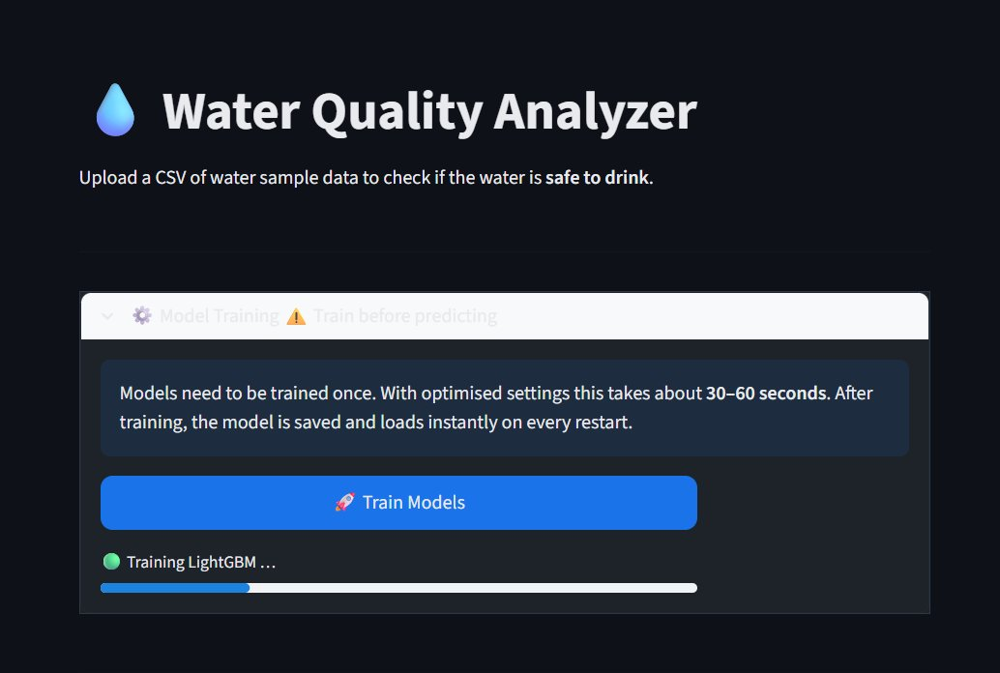 💧 Water Quality Analyzer
Upload a CSV of water sample data to check if the water is safe to drink.
⚙️ Model Training ⚠️ Train before predicting
Models need to be trained once. With optimised settings this takes about 30–60 seconds. After
training, the model is saved and loads instantly on every restart.
🚀 Train Models
🟢 Training LightGBM …